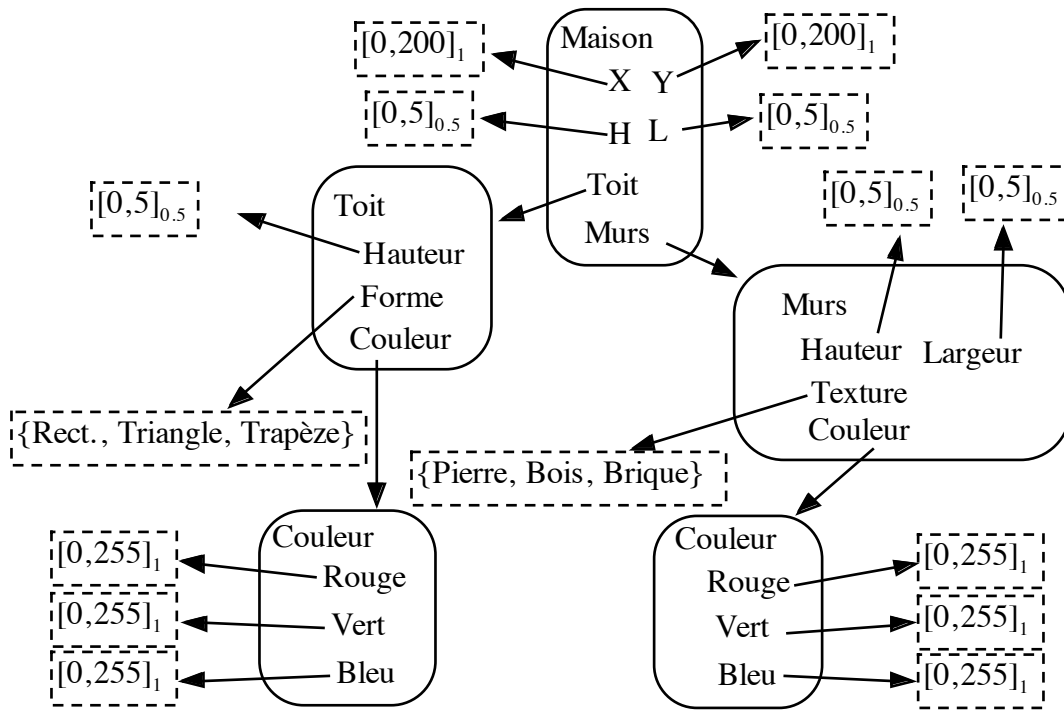 Maison
[0,200]₁
[0,200]₁
X Y
[0,5]₀.₅
H L
[0,5]₀.₅
Toit
Murs
[0,5]₀.₅
Toit
Hauteur
Forme
Couleur
[0,5]₀.₅
[0,5]₀.₅
Murs
Hauteur Largeur
Texture
Couleur
{Rect., Triangle, Trapèze}
{Pierre, Bois, Brique}
Couleur
[0,255]₁
Rouge
[0,255]₁
Vert
[0,255]₁
Bleu
Couleur
Rouge
[0,255]₁
Vert
[0,255]₁
Bleu
[0,255]₁